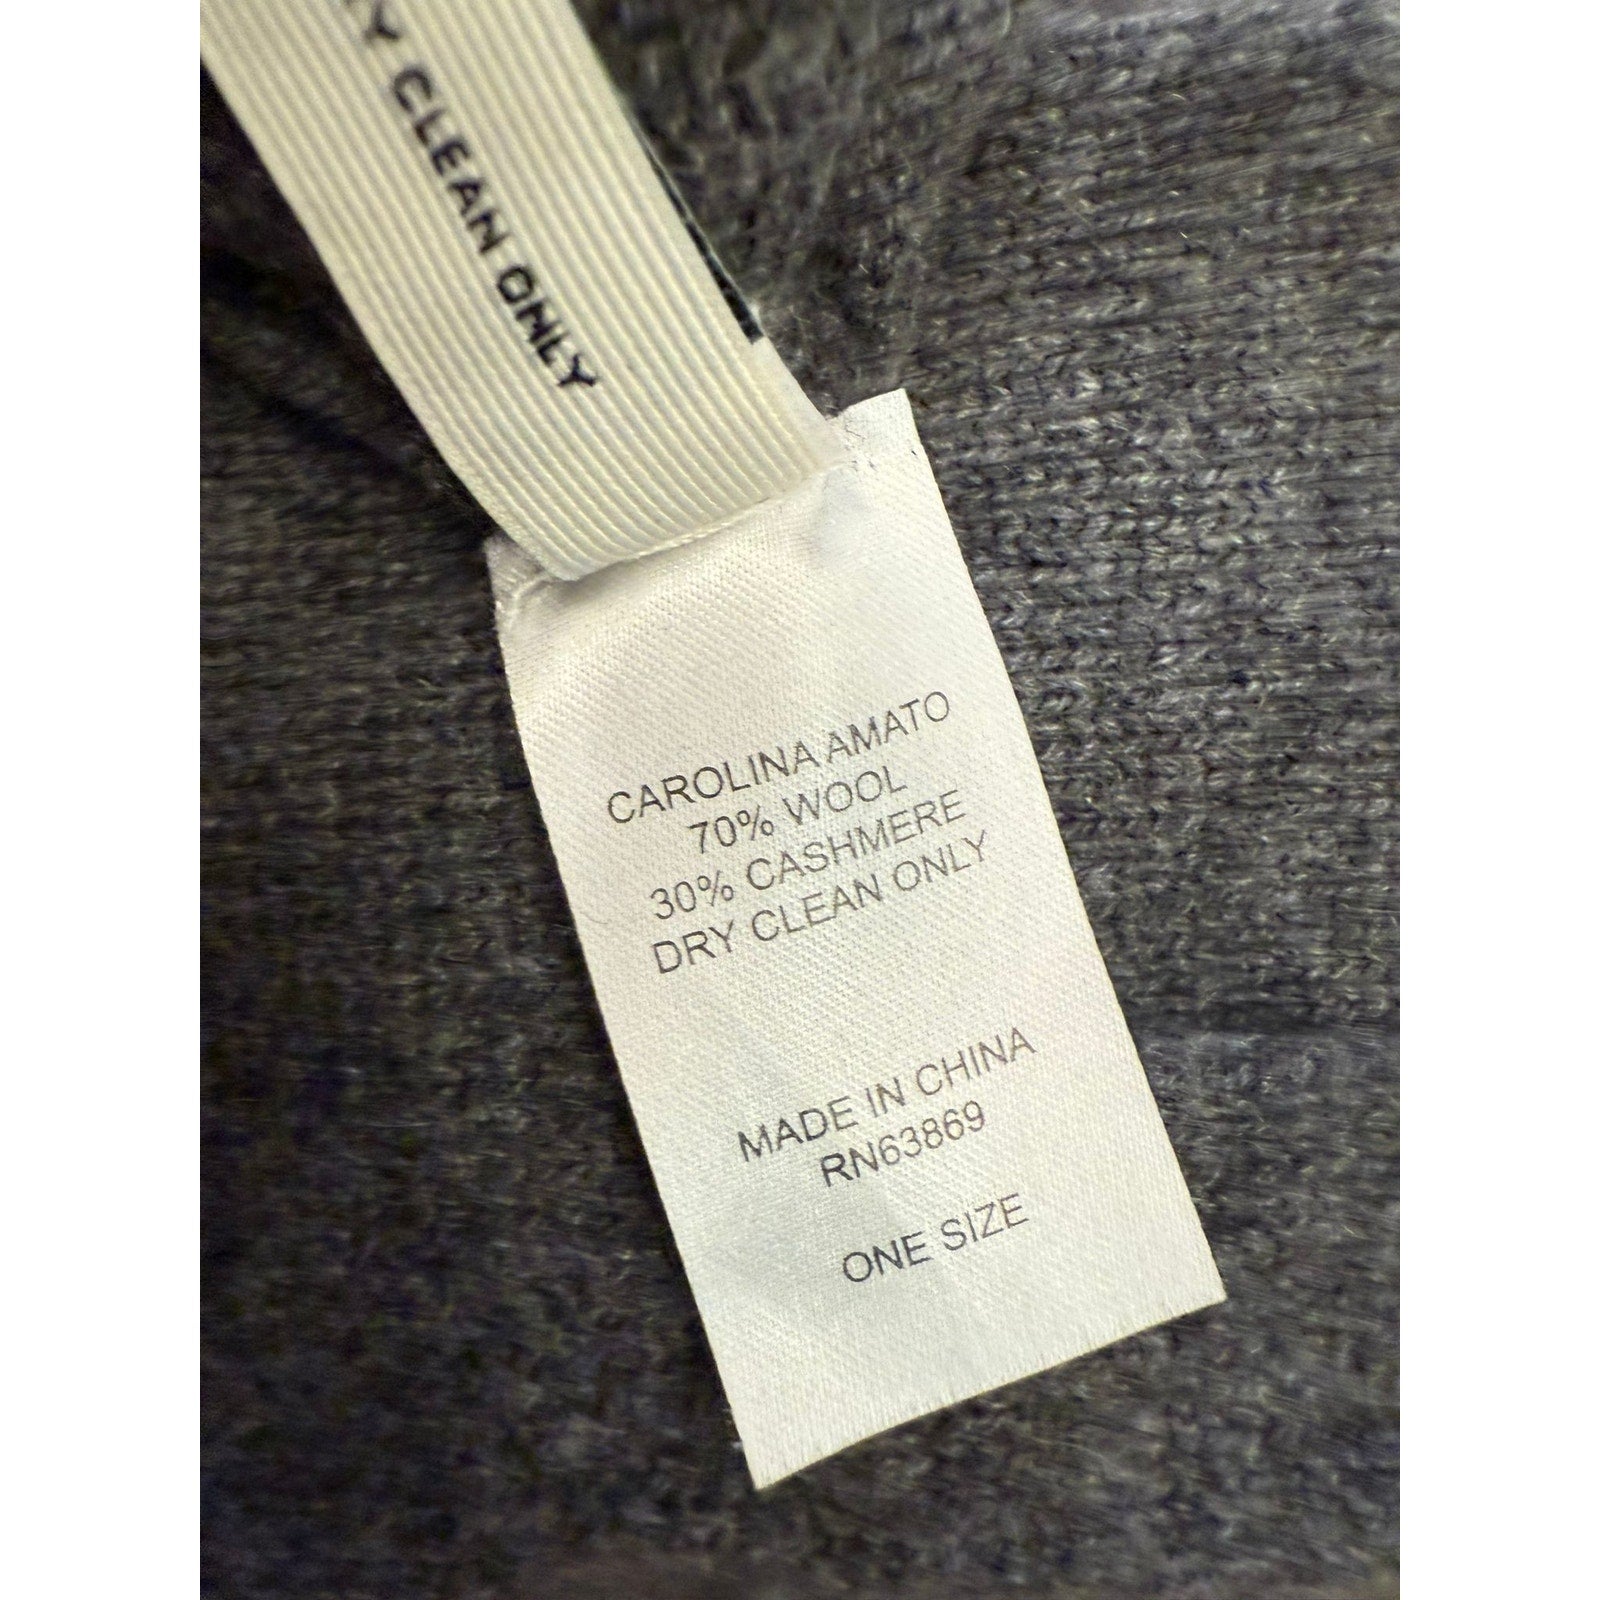 CLEAN ONLY
CAROLINA AMATO
70% WOOL
30% CASHMERE
DRY CLEAN ONLY
MADE IN CHINA
RN63869
ONE SIZE